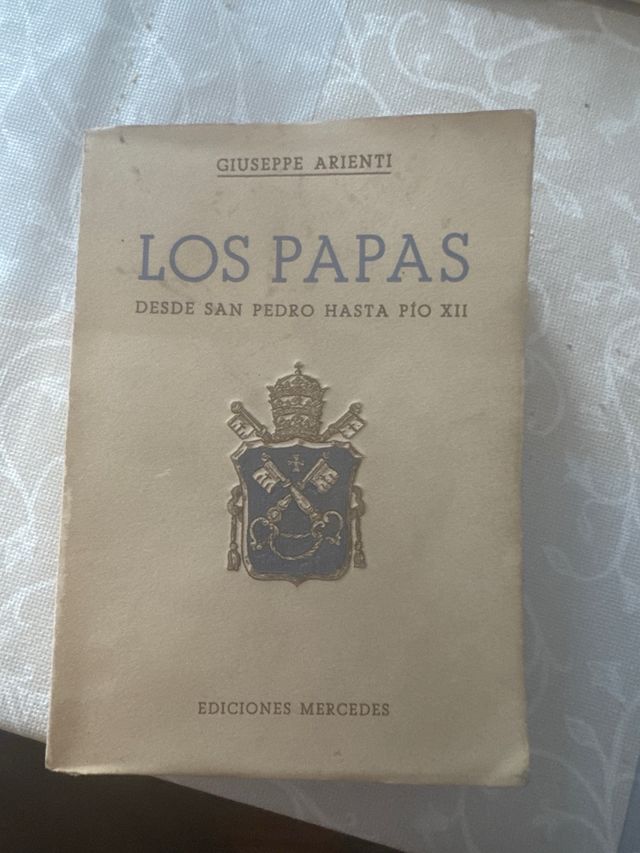 GIUSEPPE ARIENTI
LOS PAPAS
DESDE SAN PEDRO HASTA PÍO XII
EDICIONES MERCEDES